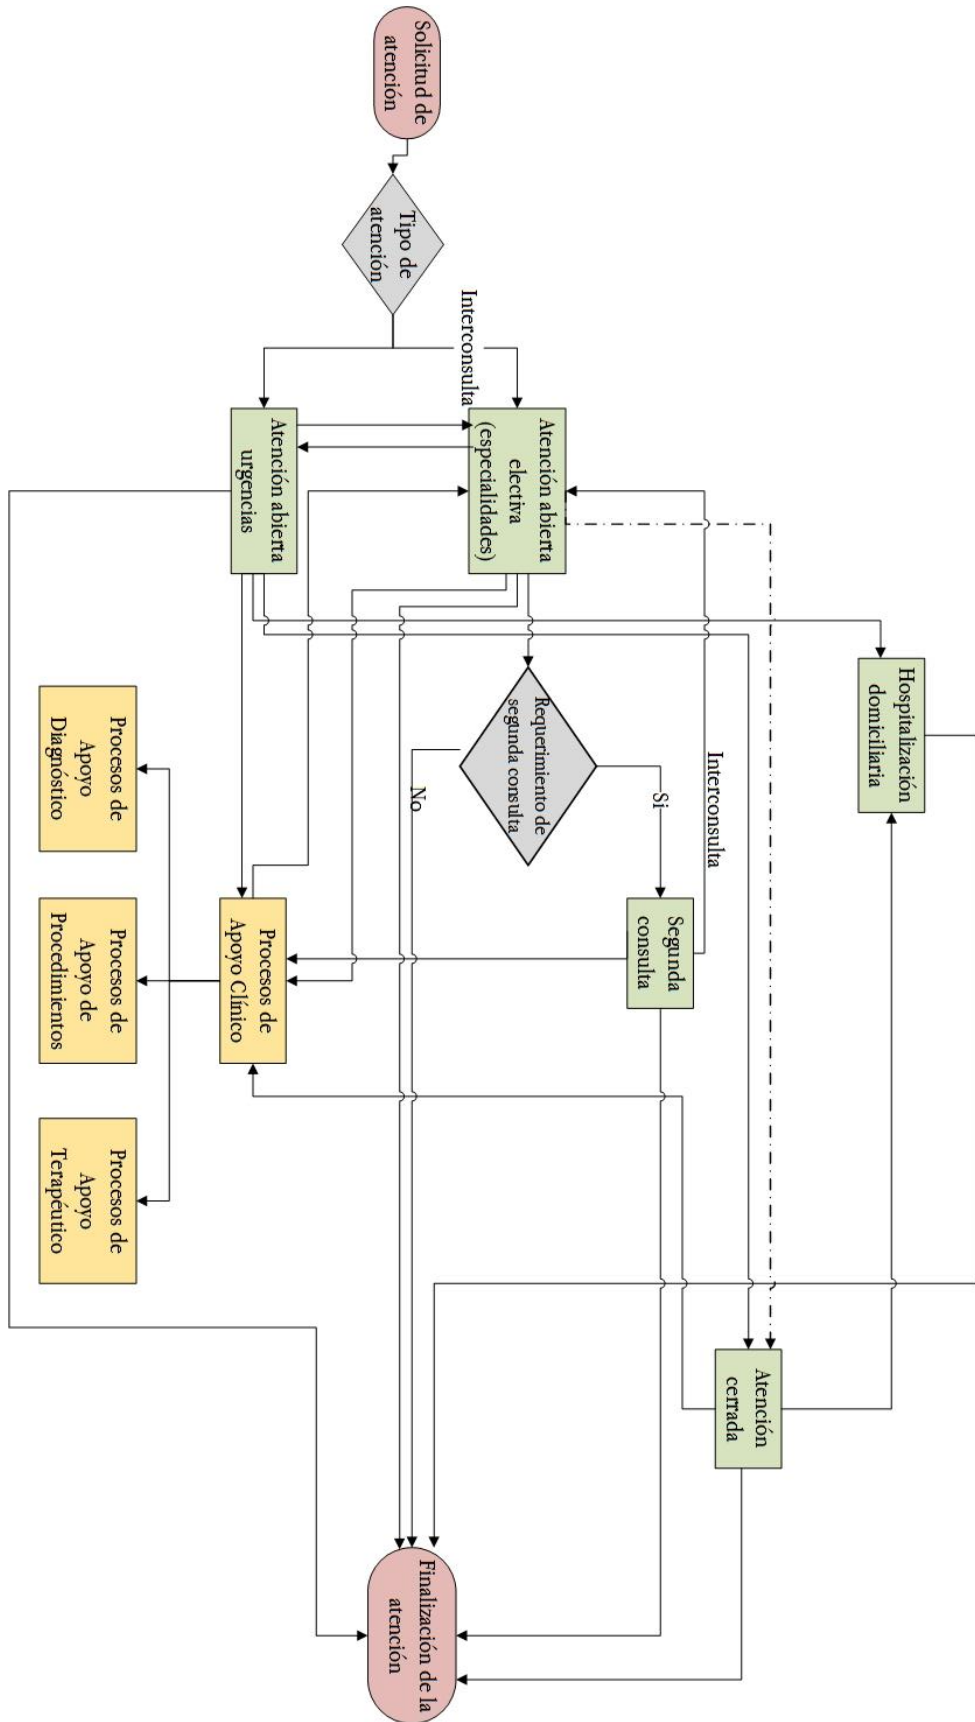 Solicitud de
atención
Tipo de
atención
Interconsulta
Atención abierta
electiva
(especialidades)
Atención abierta
urgencias
Hospitalización
domiciliaria
Requerimiento de
segunda consulta
Si
No
Interconsulta
Segunda
consulta
Procesos de
Apoyo Clínico
Procesos de
Apoyo
Diagnóstico
Procesos de
Apoyo de
Procedimientos
Procesos de
Apoyo
Terapéutico
Atención
cerrada
Finalización de la
atención